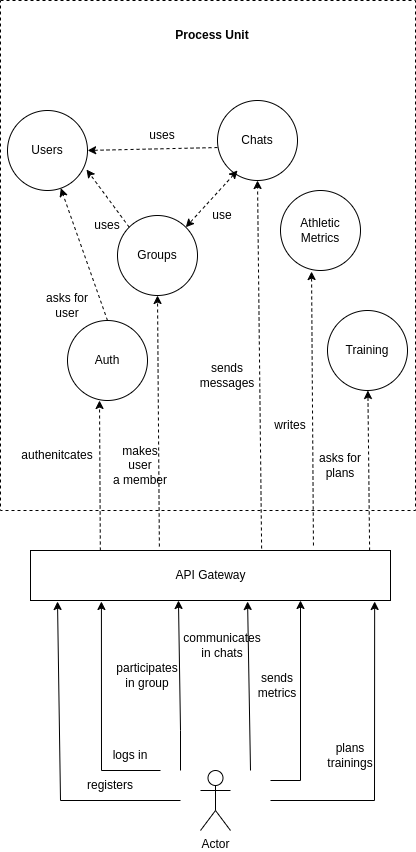 Process Unit
Chats
uses
Users
use
Athletic
Metrics
uses
Groups
asks for
user
Training
Auth
sends
messages
writes
authenitcates
makes
user
a member
asks for
plans
API Gateway
communicates
in chats
participates
in group
sends
metrics
plans
trainings
logs in
registers
Actor